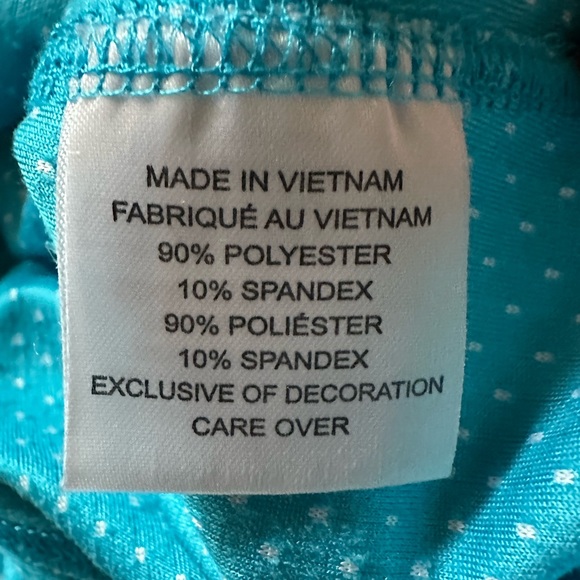 MADE IN VIETNAM
FABRIQUÉ AU VIETNAM
90% POLYESTER
10% SPANDEX
90% POLIÉSTER
10% SPANDEX
EXCLUSIVE OF DECORATION
CARE OVER